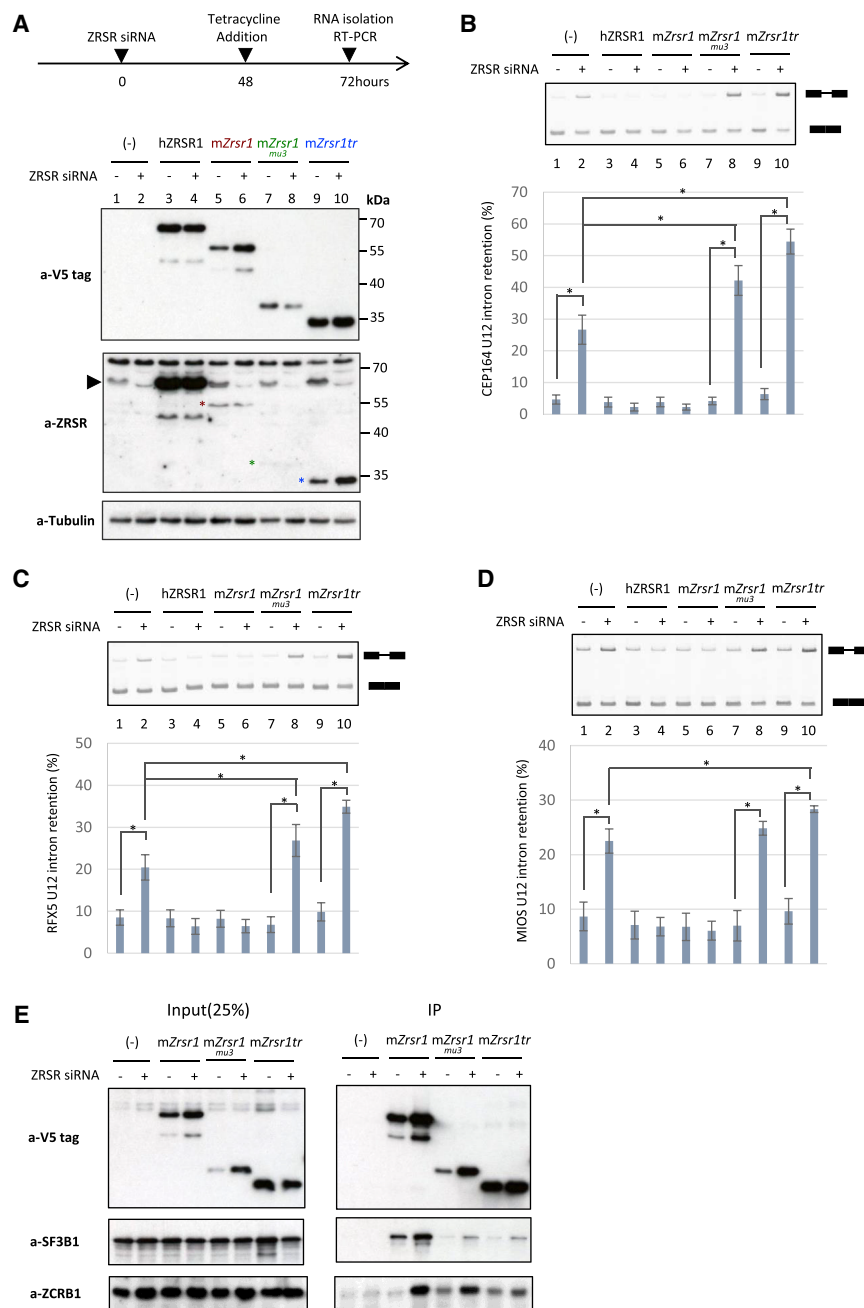 A
ZRSR siRNA
Tetracycline
Addition
RNA isolation
RT-PCR
0 48 72hours
(-) hZRSR1 mZrsr1 mZrsr1 mu3 mZrsr1tr
ZRSR siRNA - + - + - + - + - +
1 2 3 4 5 6 7 8 9 10 kDa
a-V5 tag
70
55
40
35
a-ZRSR
70
55
40
35
*
*
*
a-Tubulin
B
(-) hZRSR1 mZrsr1 mZrsr1 mu3 mZrsr1tr
ZRSR siRNA - + - + - + - + - +
1 2 3 4 5 6 7 8 9 10
CEP164 U12 intron retention (%)
70
60
50
40
30
20
10
0
*
*
*
*
*
C
(-) hZRSR1 mZrsr1 mZrsr1 mu3 mZrsr1tr
ZRSR siRNA - + - + - + - + - +
1 2 3 4 5 6 7 8 9 10
RFX5 U12 intron retention (%)
50
40
30
20
10
0
*
*
*
*
*
D
(-) hZRSR1 mZrsr1 mZrsr1 mu3 mZrsr1tr
ZRSR siRNA - + - + - + - + - +
1 2 3 4 5 6 7 8 9 10
MIOS U12 intron retention (%)
40
30
20
10
0
*
*
*
*
E
Input(25%)
(-) mZrsr1 mZrsr1 mu3 mZrsr1tr
ZRSR siRNA - + - + - + - +
IP
(-) mZrsr1 mZrsr1 mu3 mZrsr1tr
- + - + - + - +
a-V5 tag
a-SF3B1
a-ZCRB1